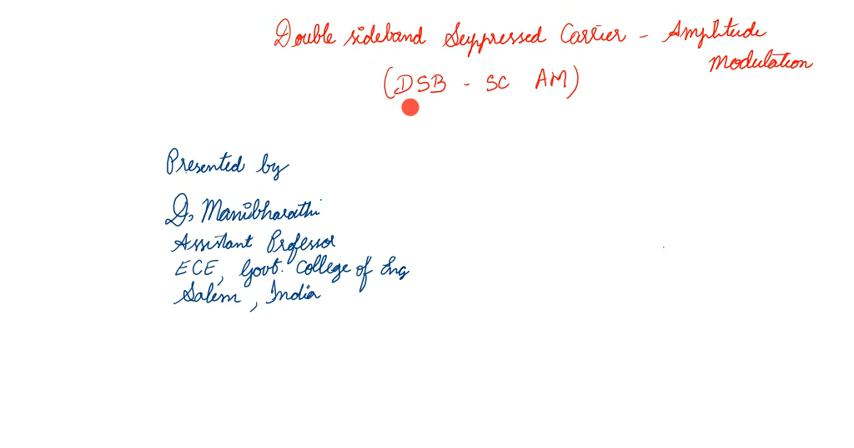 Double sideband Suppressed Carrier - Amplitude
Modulation
(DSB - SC AM)
Presented by
D. Manibharathi
Assistant Professor
ECE, Govt. College of Eng
Salem, India